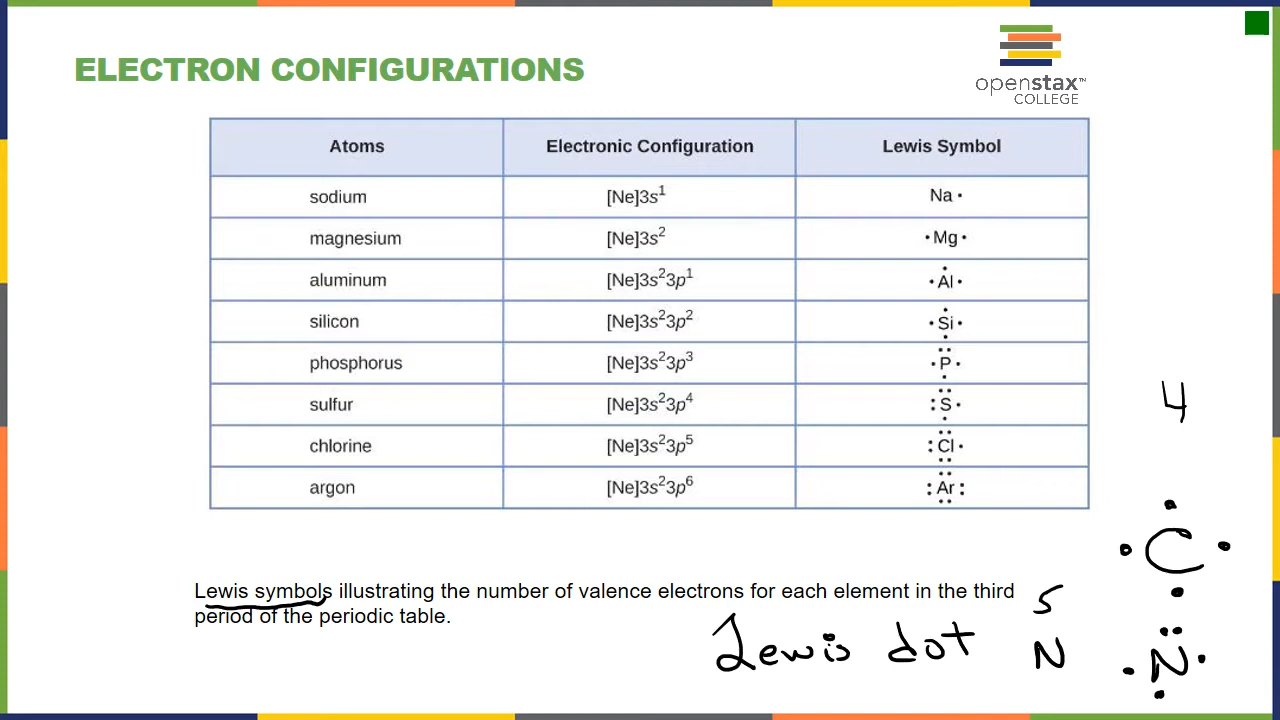 ELECTRON CONFIGURATIONS
openstax™
COLLEGE
Atoms Electronic Configuration Lewis Symbol
sodium [Ne]3s¹ Na·
magnesium [Ne]3s² ·Mg·
aluminum [Ne]3s²3p¹ Al
silicon [Ne]3s²3p² Si
phosphorus [Ne]3s²3p³ P
sulfur [Ne]3s²3p⁴ S
chlorine [Ne]3s²3p⁵ Cl
argon [Ne]3s²3p⁶ Ar
4
C
Lewis symbols illustrating the number of valence electrons for each element in the third
period of the periodic table.
5
Lewis dot N N